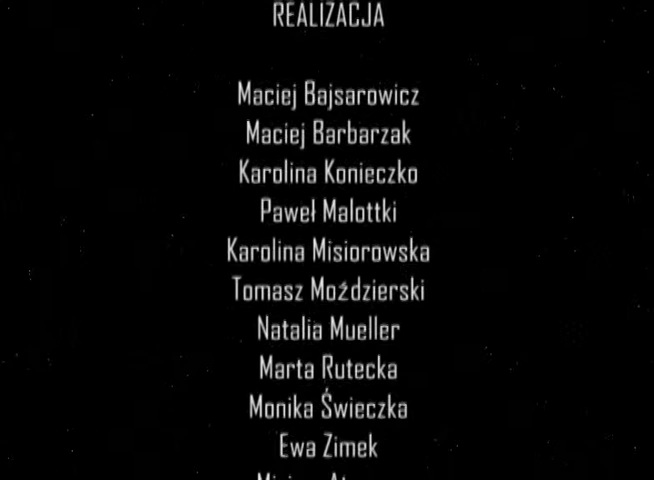 REALIZACJA
Maciej Bajsarowicz
Maciej Barbarzak
Karolina Konieczko
Paweł Malottki
Karolina Misiorowska
Tomasz Moździerski
Natalia Mueller
Marta Rutecka
Monika Świeczka
Ewa Zimek